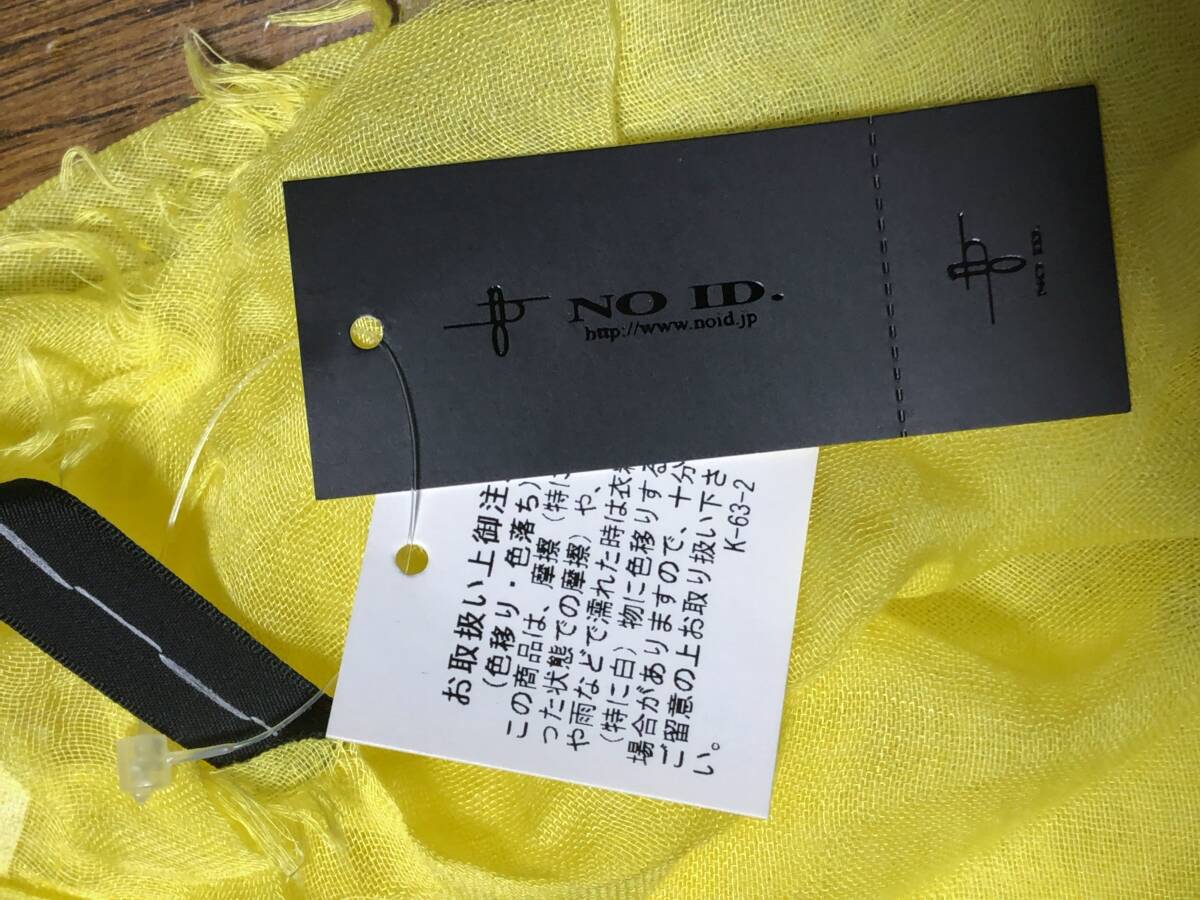 NO ID.
http://www.noid.jp
NO ID.
お取扱い上御注
(色移り・色落ち)
この商品は、摩擦(特に
った状態での摩擦)や、
や雨などで濡れた時は衣
(特に白)物に色移りする
場合がありますので、十分
ご留意の上お取り扱い下さ
い。
K-63-2